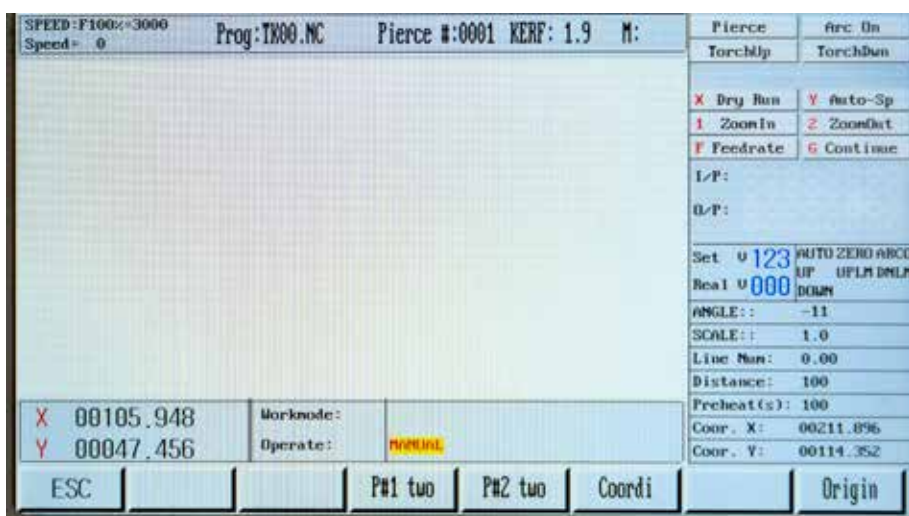 SPEED:F100%=3000
Speed= 0
Prog:TX00.NC Pierce #:0001 KERF: 1.9 M:
Pierce Arc On
TorchUp TorchDwn
X Dry Run Y Auto-Sp
1 ZoomIn 2 ZoomOut
F Feedrate G Continue
I/P:
O/P:
Set V 123 AUTO ZERO ARCO
UP UPLM DNLM
Real V 000 DOWN
ANGLE:: -11
SCALE:: 1.0
Line Num: 0.00
Distance: 100
Preheat(s): 100
Coor. X: 00211.896
Coor. Y: 00114.352
X 00105.948 Workmode:
Y 00047.456 Operate: MANUAL
ESC P#1 two P#2 two Coordi Origin